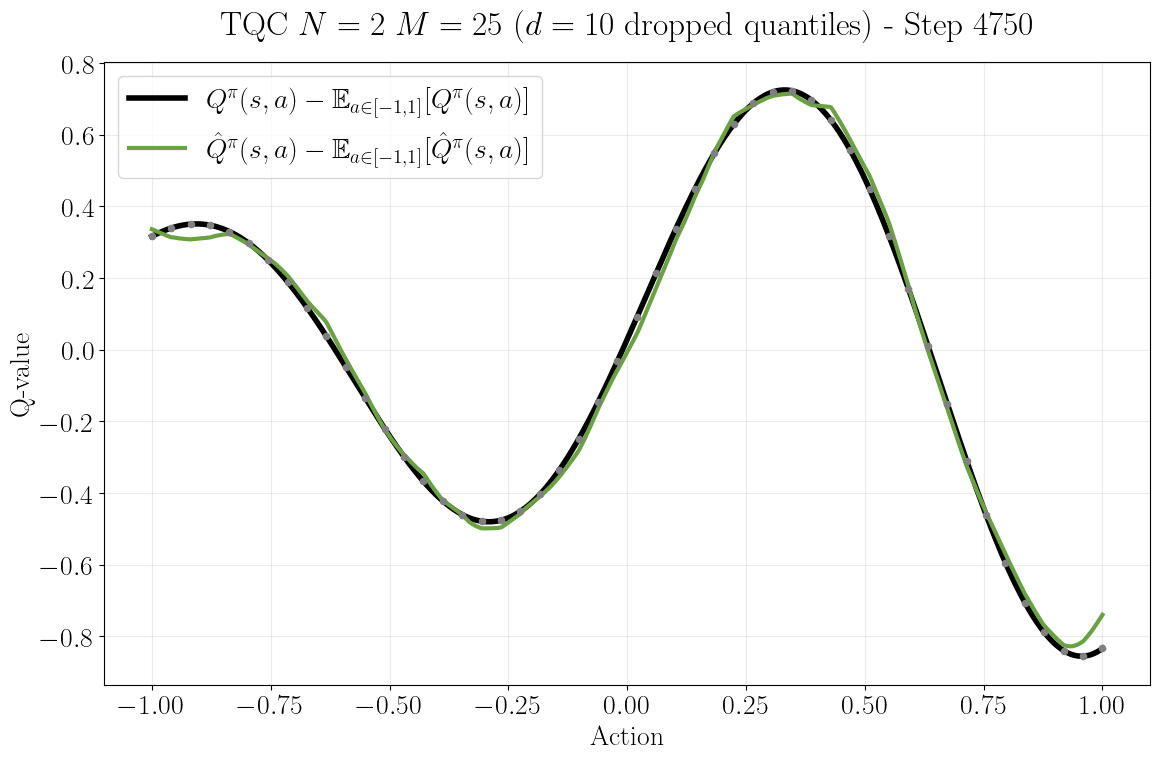 TQC N = 2 M = 25 (d = 10 dropped quantiles) - Step 4750
Q^π(s, a) − 𝔼_{a∈[−1,1]}[Q^π(s, a)]
Q̂^π(s, a) − 𝔼_{a∈[−1,1]}[Q̂^π(s, a)]
0.8
0.6
0.4
0.2
0.0
−0.2
−0.4
−0.6
−0.8
Q-value
−1.00 −0.75 −0.50 −0.25 0.00 0.25 0.50 0.75 1.00
Action